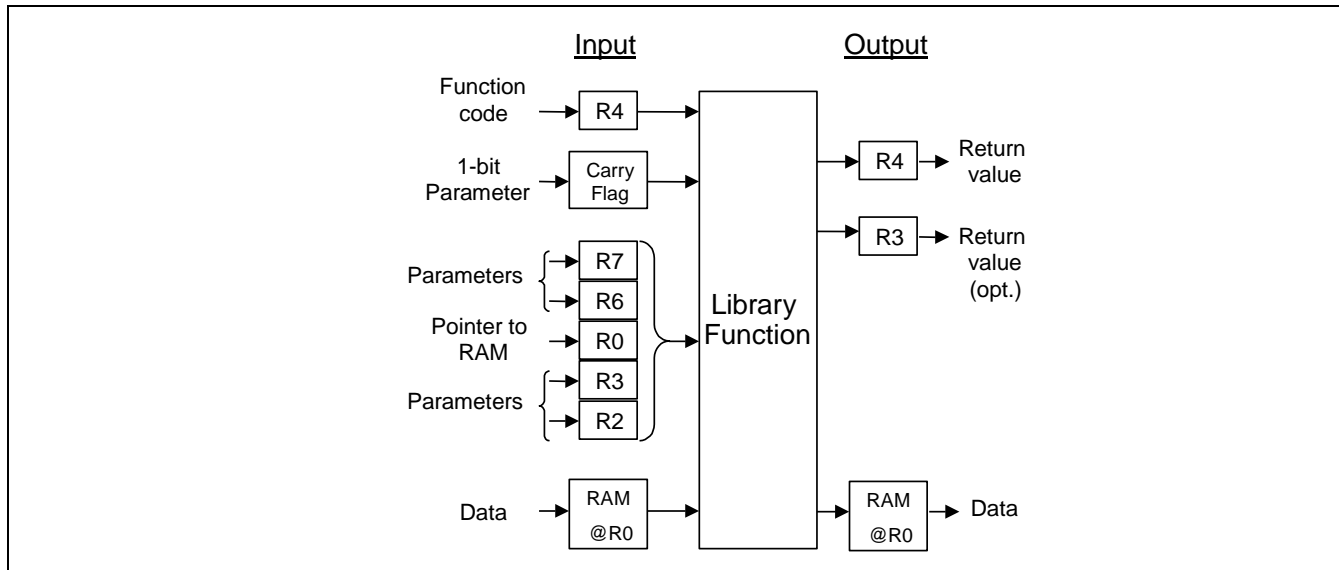 Input
Output
Function
code
R4
1-bit
Parameter
Carry
Flag
Parameters
R7
R6
Pointer to
RAM
R0
Parameters
R3
R2
Data
RAM
@R0
Library
Function
R4
Return
value
R3
Return
value
(opt.)
RAM
@R0
Data